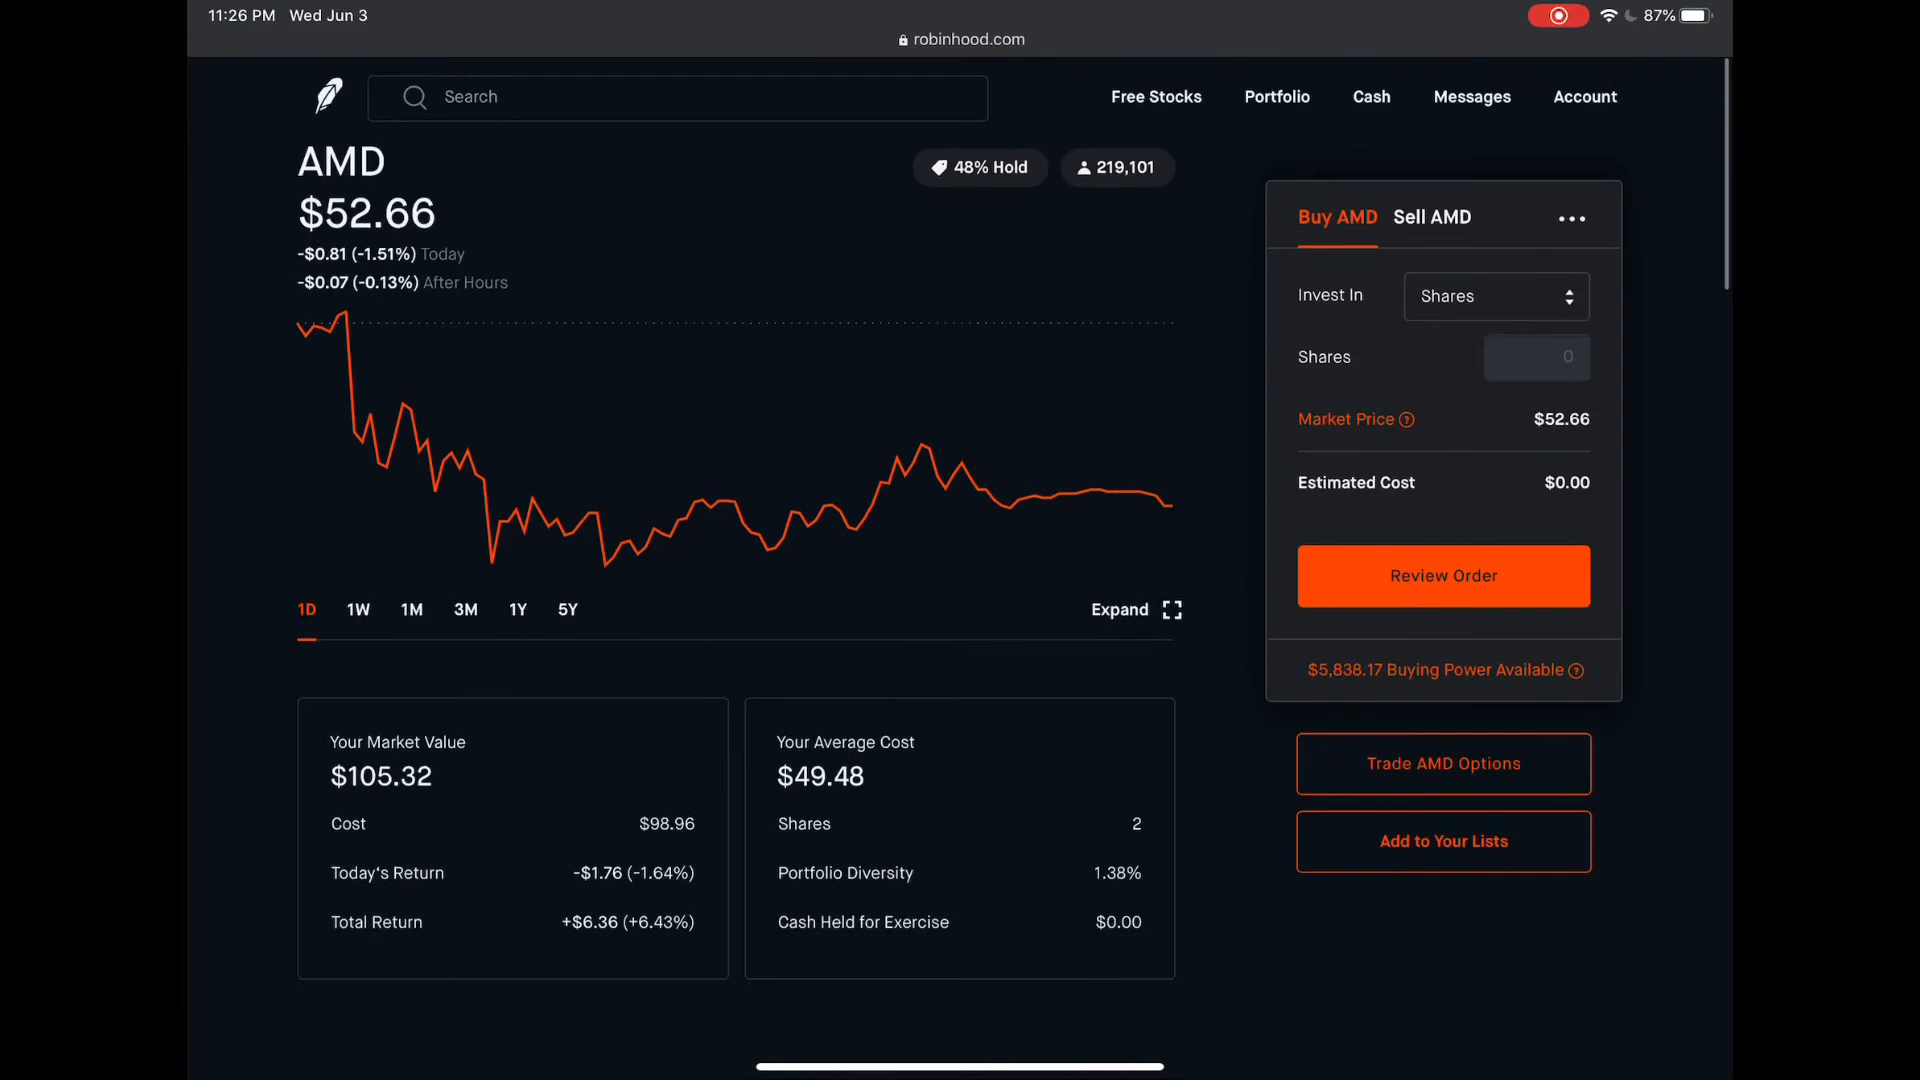 11:26 PM Wed Jun 3
87%
robinhood.com
Search
Free Stocks Portfolio Cash Messages Account
AMD
$52.66
-$0.81 (-1.51%) Today
-$0.07 (-0.13%) After Hours
48% Hold
219,101
1D 1W 1M 3M 1Y 5Y
Expand
Your Market Value
$105.32
Cost $98.96
Today's Return -$1.76 (-1.64%)
Total Return +$6.36 (+6.43%)
Your Average Cost
$49.48
Shares 2
Portfolio Diversity 1.38%
Cash Held for Exercise $0.00
Buy AMD Sell AMD
Invest In Shares
Shares 0
Market Price ? $52.66
Estimated Cost $0.00
Review Order
$5,838.17 Buying Power Available ?
Trade AMD Options
Add to Your Lists